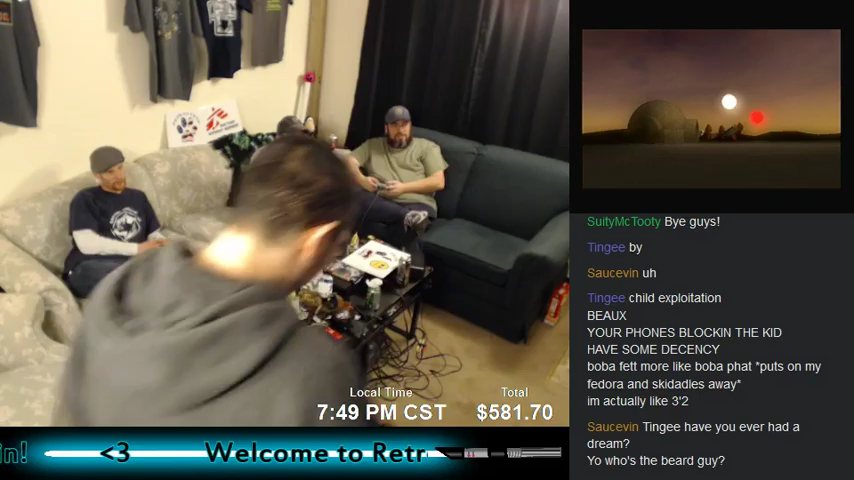 SuityMcTooty Bye guys!
Tingee by
Saucevin uh
Tingee child exploitation
BEAUX
YOUR PHONES BLOCKIN THE KID
HAVE SOME DECENCY
boba fett more like boba phat *puts on my
fedora and skidadles away*
im actually like 3'2
Saucevin Tingee have you ever had a
dream?
Yo who's the beard guy?
Local Time
7:49 PM CST
Total
$581.70
in! <3 Welcome to Retr